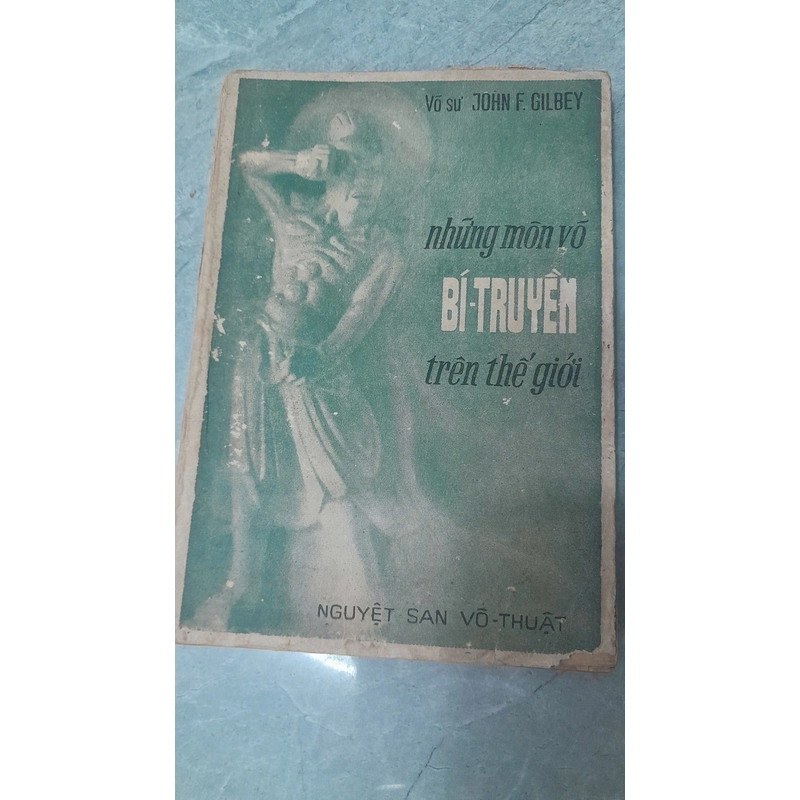 Võ sư JOHN F. GILBEY
những môn võ
BÍ-TRUYỀN
trên thế giới
NGUYỆT SAN VÕ-THUẬT